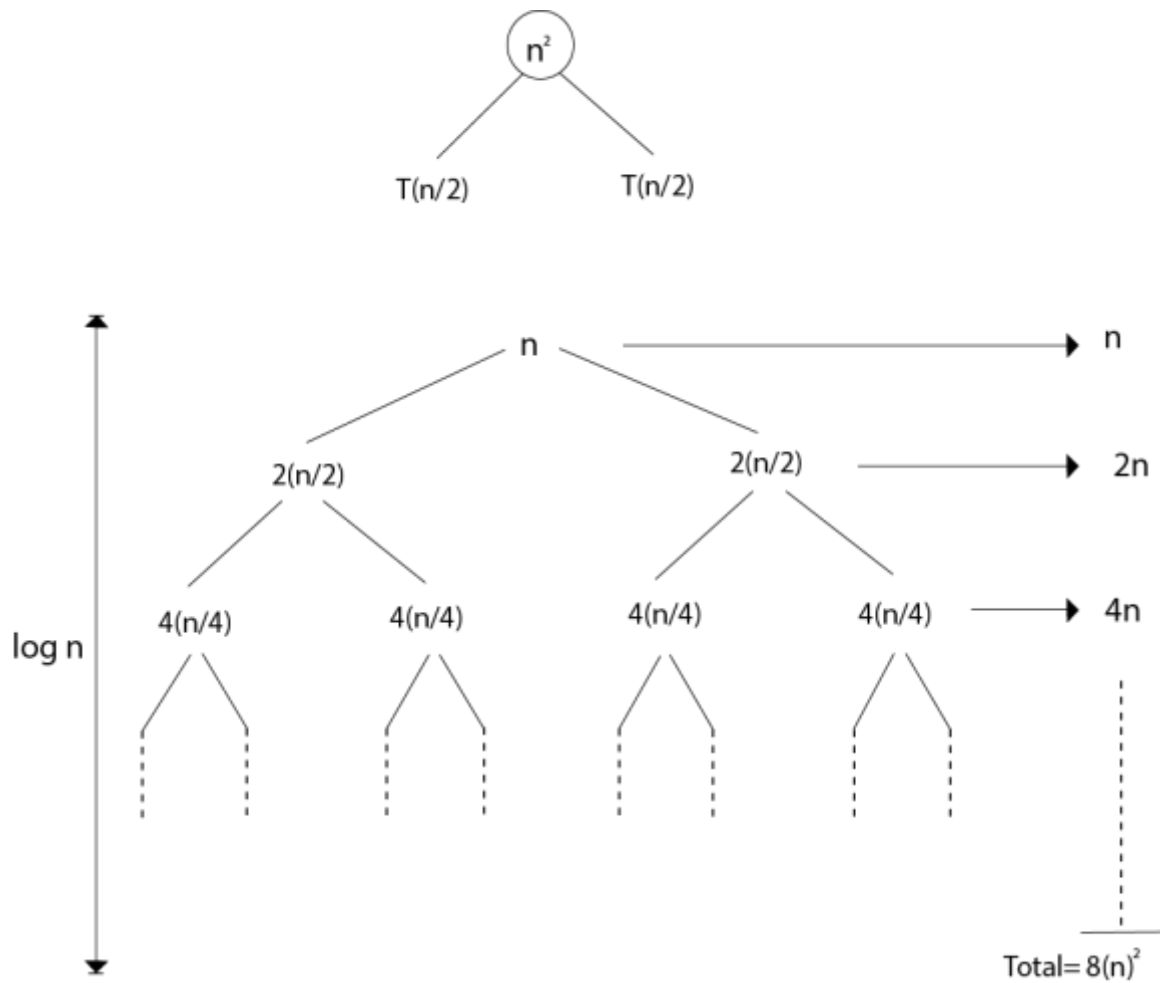 n²
T(n/2) T(n/2)
n n
2(n/2) 2(n/2) 2n
4(n/4) 4(n/4) 4(n/4) 4(n/4) 4n
log n
Total= 8(n)²